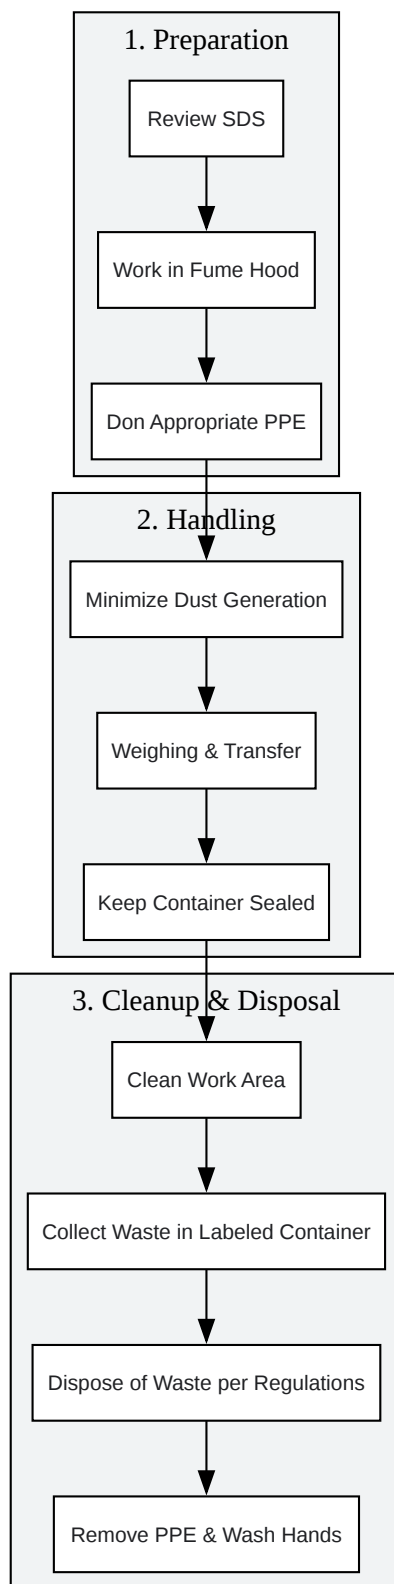 1. Preparation
Review SDS
Work in Fume Hood
Don Appropriate PPE
2. Handling
Minimize Dust Generation
Weighing & Transfer
Keep Container Sealed
3. Cleanup & Disposal
Clean Work Area
Collect Waste in Labeled Container
Dispose of Waste per Regulations
Remove PPE & Wash Hands